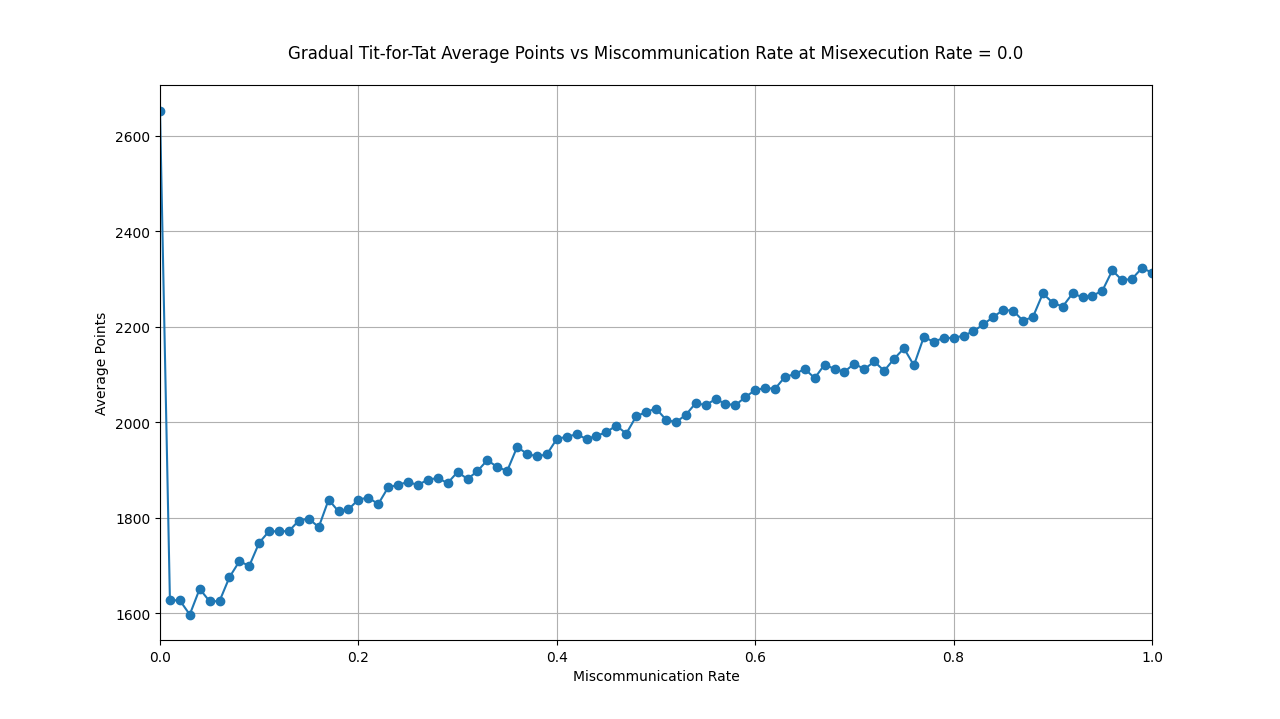 Gradual Tit-for-Tat Average Points vs Miscommunication Rate at Misexecution Rate = 0.0
2600
2400
2200
2000
1800
1600
Average Points
0.0 0.2 0.4 0.6 0.8 1.0
Miscommunication Rate